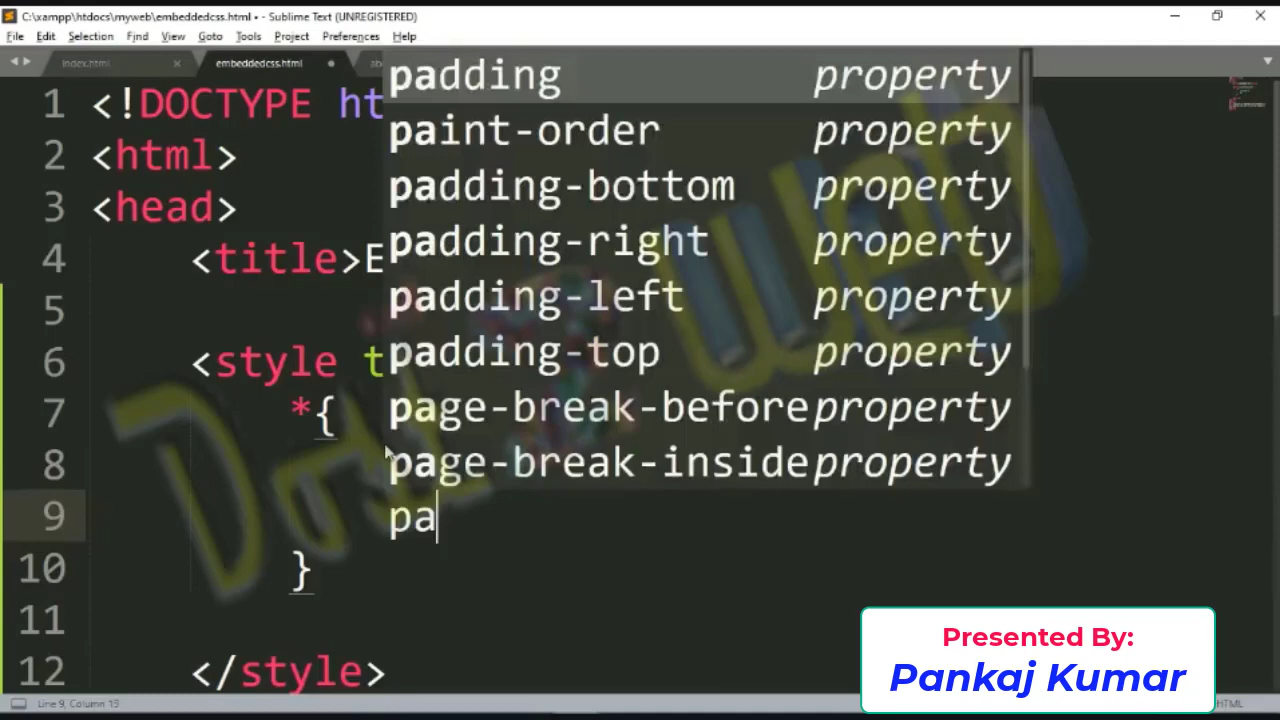 C:\xampp\htdocs\myweb\embeddedcss.html • - Sublime Text (UNREGISTERED)
File Edit Selection Find View Goto Tools Project Preferences Help
index.html × embeddedcss.html ab
padding property
1 <!DOCTYPE ht
paint-order property
2 <html>
padding-bottom property
3 <head>
padding-right property
4 <title>E
padding-left property
5
padding-top property
6 <style t
page-break-before property
7 *{
page-break-inside property
8
9 pa
10 }
11
12 </style>
Presented By:
Pankaj Kumar
Line 9, Column 13
HTML